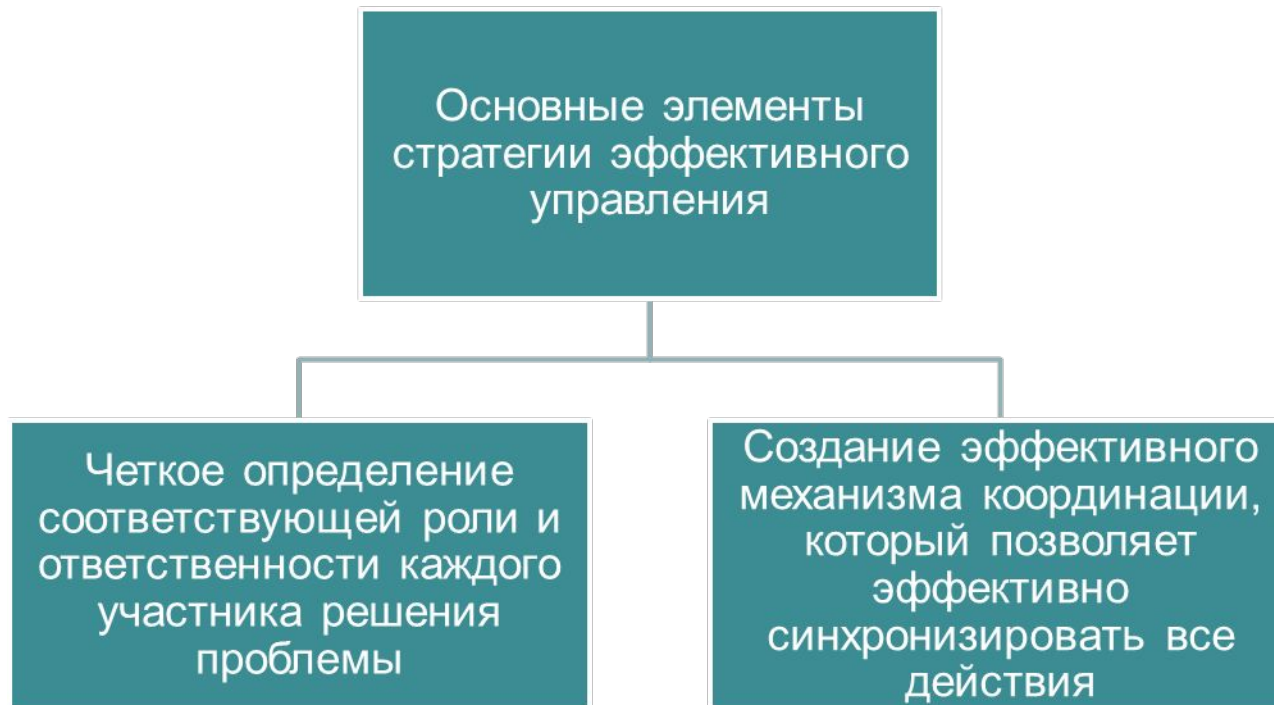 Основные элементы
стратегии эффективного
управления
Четкое определение
соответствующей роли и
ответственности каждого
участника решения
проблемы
Создание эффективного
механизма координации,
который позволяет
эффективно
синхронизировать все
действия